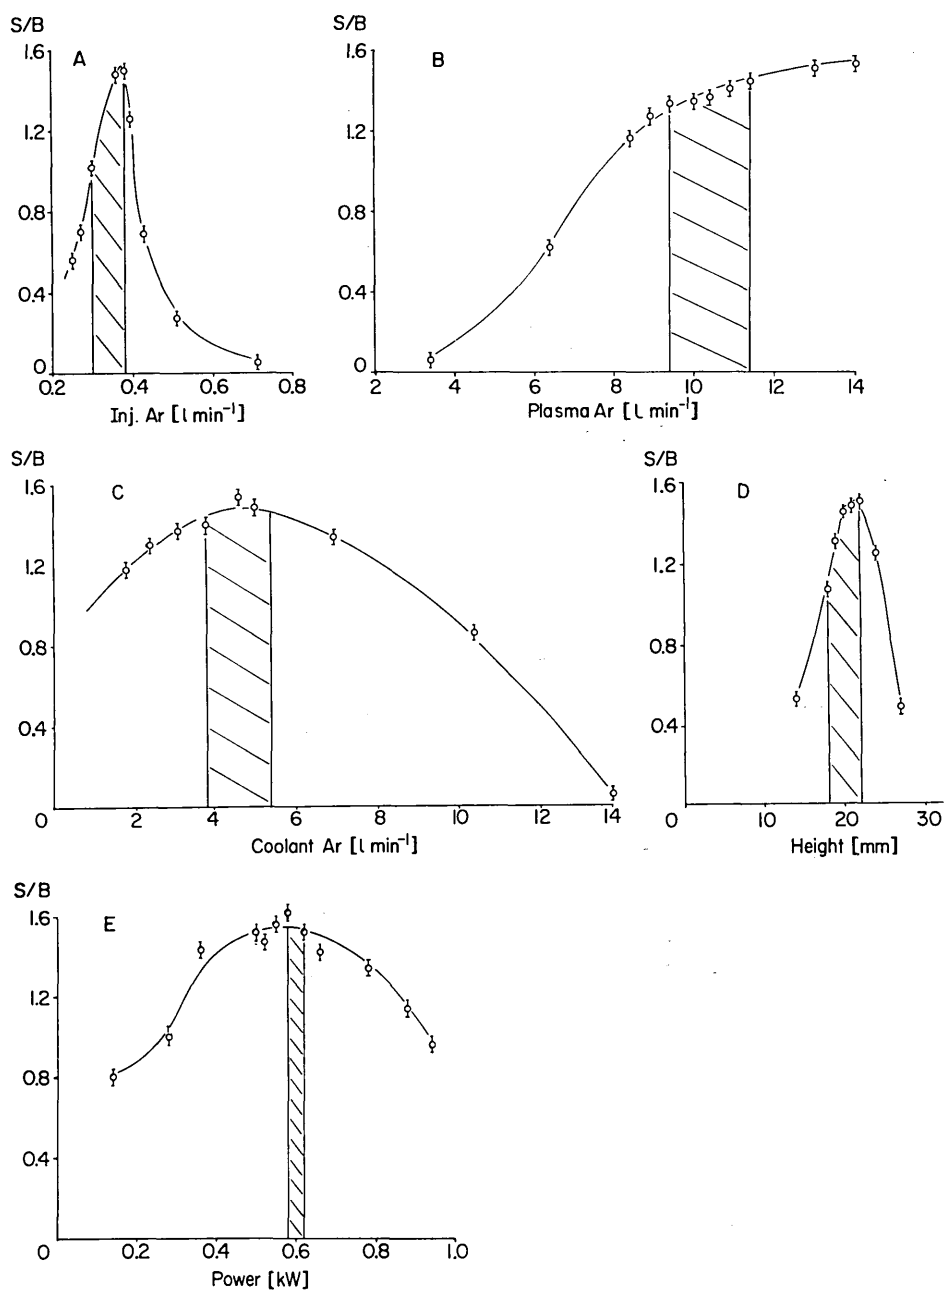 S/B
A
1.6
1.2
0.8
0.4
0
0.2 0.4 0.6 0.8
Inj. Ar [l min⁻¹]
S/B
B
1.6
1.2
0.8
0.4
0
2 4 6 8 10 12 14
Plasma Ar [l min⁻¹]
S/B
C
1.6
1.2
0.8
0.4
0 2 4 6 8 10 12 14
Coolant Ar [l min⁻¹]
S/B
D
1.6
1.2
0.8
0.4
0 10 20 30
Height [mm]
S/B
E
1.6
1.2
0.8
0.4
0 0.2 0.4 0.6 0.8 1.0
Power [kW]